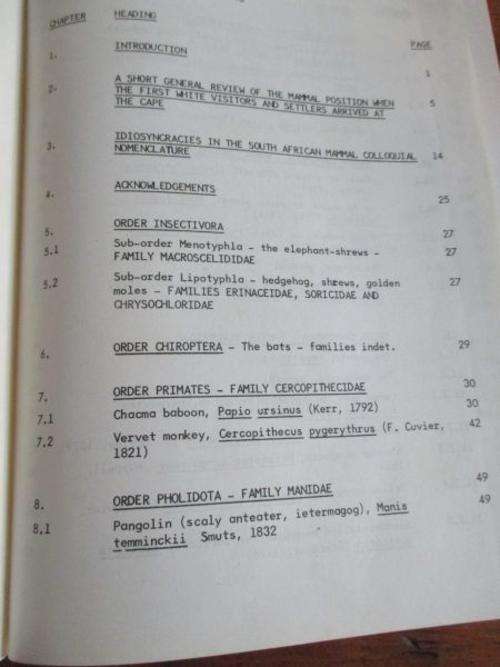 CHAPTER HEADING
PAGE
1. INTRODUCTION 1
2. A SHORT GENERAL REVIEW OF THE MAMMAL POSITION WHEN
THE FIRST WHITE VISITORS AND SETTLERS ARRIVED AT 5
THE CAPE
3. IDIOSYNCRACIES IN THE SOUTH AFRICAN MAMMAL COLLOQUIAL 14
NOMENCLATURE
4. ACKNOWLEDGEMENTS 25
5. ORDER INSECTIVORA 27
5.1 Sub-order Menotyphla - the elephant-shrews - 27
FAMILY MACROSCELIDIDAE
5.2 Sub-order Lipotyphla - hedgehog, shrews, golden 27
moles - FAMILIES ERINACEIDAE, SORICIDAE AND
CHRYSOCHLORIDAE
6. ORDER CHIROPTERA - The bats - families indet. 29
7. ORDER PRIMATES - FAMILY CERCOPITHECIDAE 30
7.1 Chacma baboon, Papio ursinus (Kerr, 1792) 30
7.2 Vervet monkey, Cercopithecus pygerythrus (F. Cuvier, 42
1821)
8. ORDER PHOLIDOTA - FAMILY MANIDAE 49
8.1 Pangolin (scaly anteater, ietermagog), Manis 49
temminckii Smuts, 1832